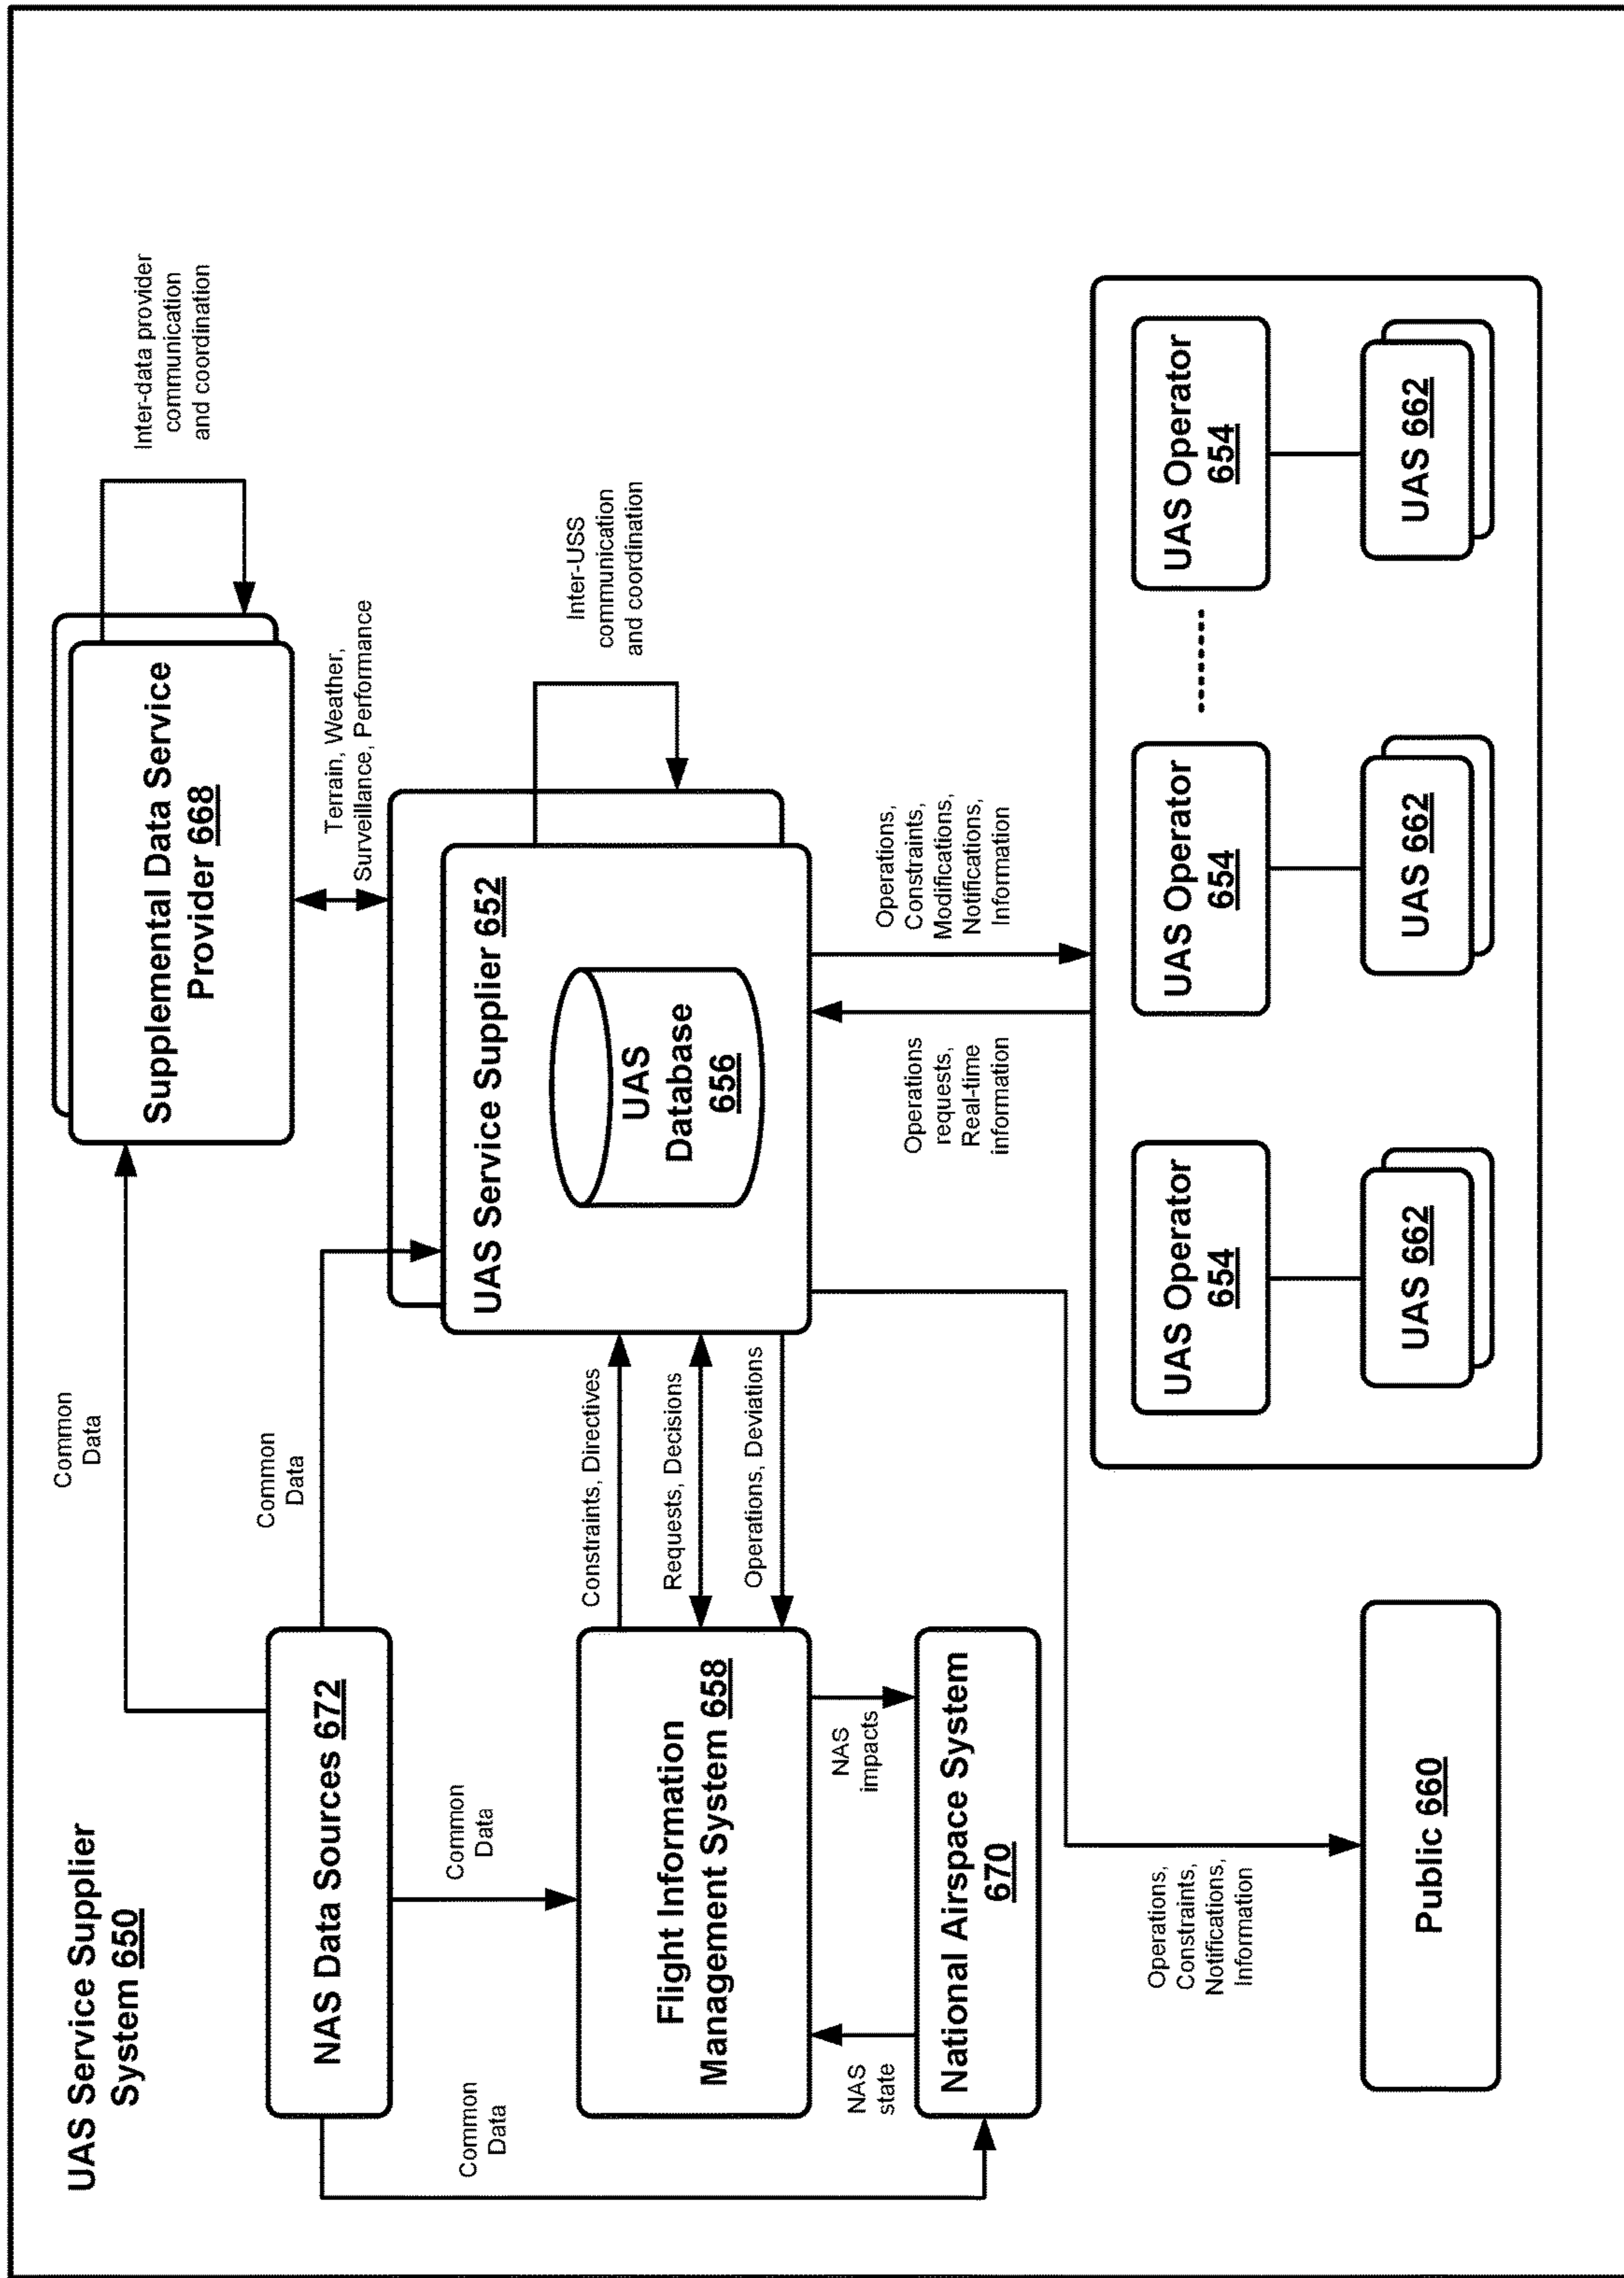 UAS Service Supplier
System 650
Inter-data provider
communication
and coordination
Supplemental Data Service
Provider 668
Common
Data
Terrain, Weather,
Surveillance, Performance
Common
Data
NAS Data Sources 672
Inter-USS
communication
and coordination
UAS Service Supplier 652
UAS
Database
656
Common
Data
Common
Data
Constraints, Directives
Requests, Decisions
Operations, Deviations
Flight Information
Management System 658
NAS
state
NAS
impacts
National Airspace System
670
Operations
requests,
Real-time
information
Operations,
Constraints,
Modifications,
Notifications,
Information
Operations,
Constraints,
Notifications,
Information
Public 660
UAS Operator
654
UAS Operator
654
UAS Operator
654
UAS 662
UAS 662
UAS 662